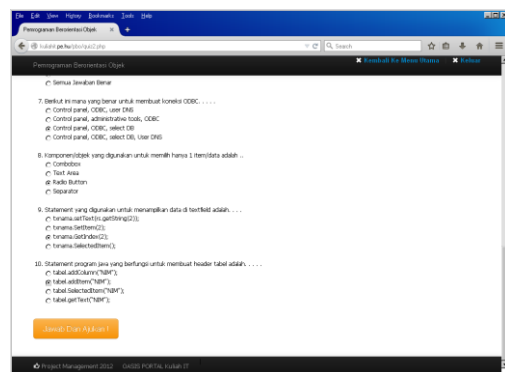 File Edit View History Bookmarks Tools Help
Pemrograman Berorientasi Objek
Search
Pemrograman Berorientasi Objek
Kembali Ke Menu Utama
Keluar
Semua Jawaban Benar
7. Berikut ini mana yang benar untuk membuat koneksi ODBC. . . . .
Control panel, ODBC, user DNS
Control panel, administrative tools, ODBC
Control panel, ODBC, select DB
Control panel, ODBC, select DB, User DNS
8. Komponen/objek yang digunakan untuk memilih hanya 1 item/data adalah ..
Combobox
Text Area
Radio Button
Separator
9. Statement yang digunakan untuk menampilkan data di textfield adalah. . . .
txnama.setText(rs.getString(2));
txnama.SetItem(2);
txnama.GetIndex(2);
txnama.SelectedItem();
10. Statement program java yang berfungsi untuk membuat header tabel adalah. . . . .
tabel.addColumn("NIM");
tabel.addItem("NIM");
tabel.SelectedItem("NIM");
tabel.getText("NIM");
Jawab Dan Ajukan !
Project Management 2012 OASIS PORTAL Kuliah IT